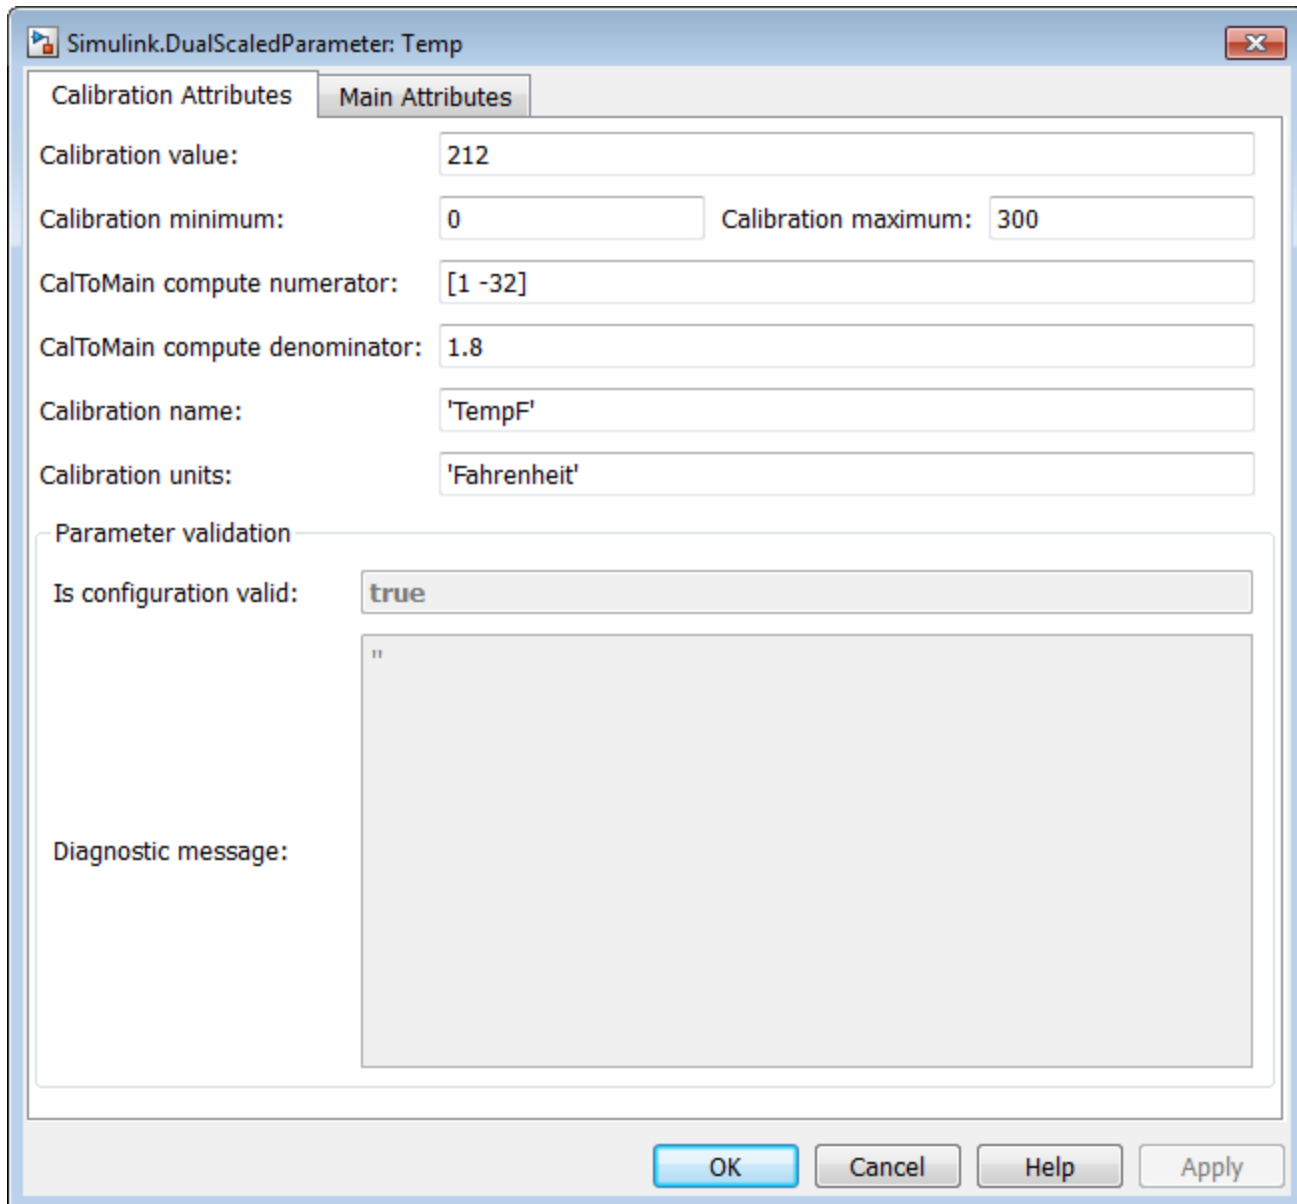 Simulink.DualScaledParameter: Temp
Calibration Attributes Main Attributes
Calibration value: 212
Calibration minimum: 0 Calibration maximum: 300
CalToMain compute numerator: [1 -32]
CalToMain compute denominator: 1.8
Calibration name: 'TempF'
Calibration units: 'Fahrenheit'
Parameter validation
Is configuration valid: true
''
Diagnostic message:
OK Cancel Help Apply